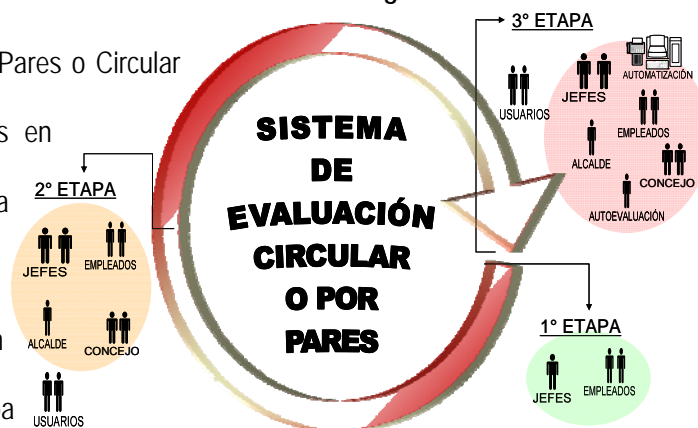 Pares o Circular
s en
a
a
SISTEMA
DE
EVALUACIÓN
CIRCULAR
O POR
PARES
3° ETAPA
USUARIOS
JEFES
AUTOMATIZACIÓN
EMPLEADOS
ALCALDE
CONCEJO
AUTOEVALUACIÓN
2° ETAPA
JEFES
EMPLEADOS
ALCALDE
CONCEJO
USUARIOS
1° ETAPA
JEFES
EMPLEADOS